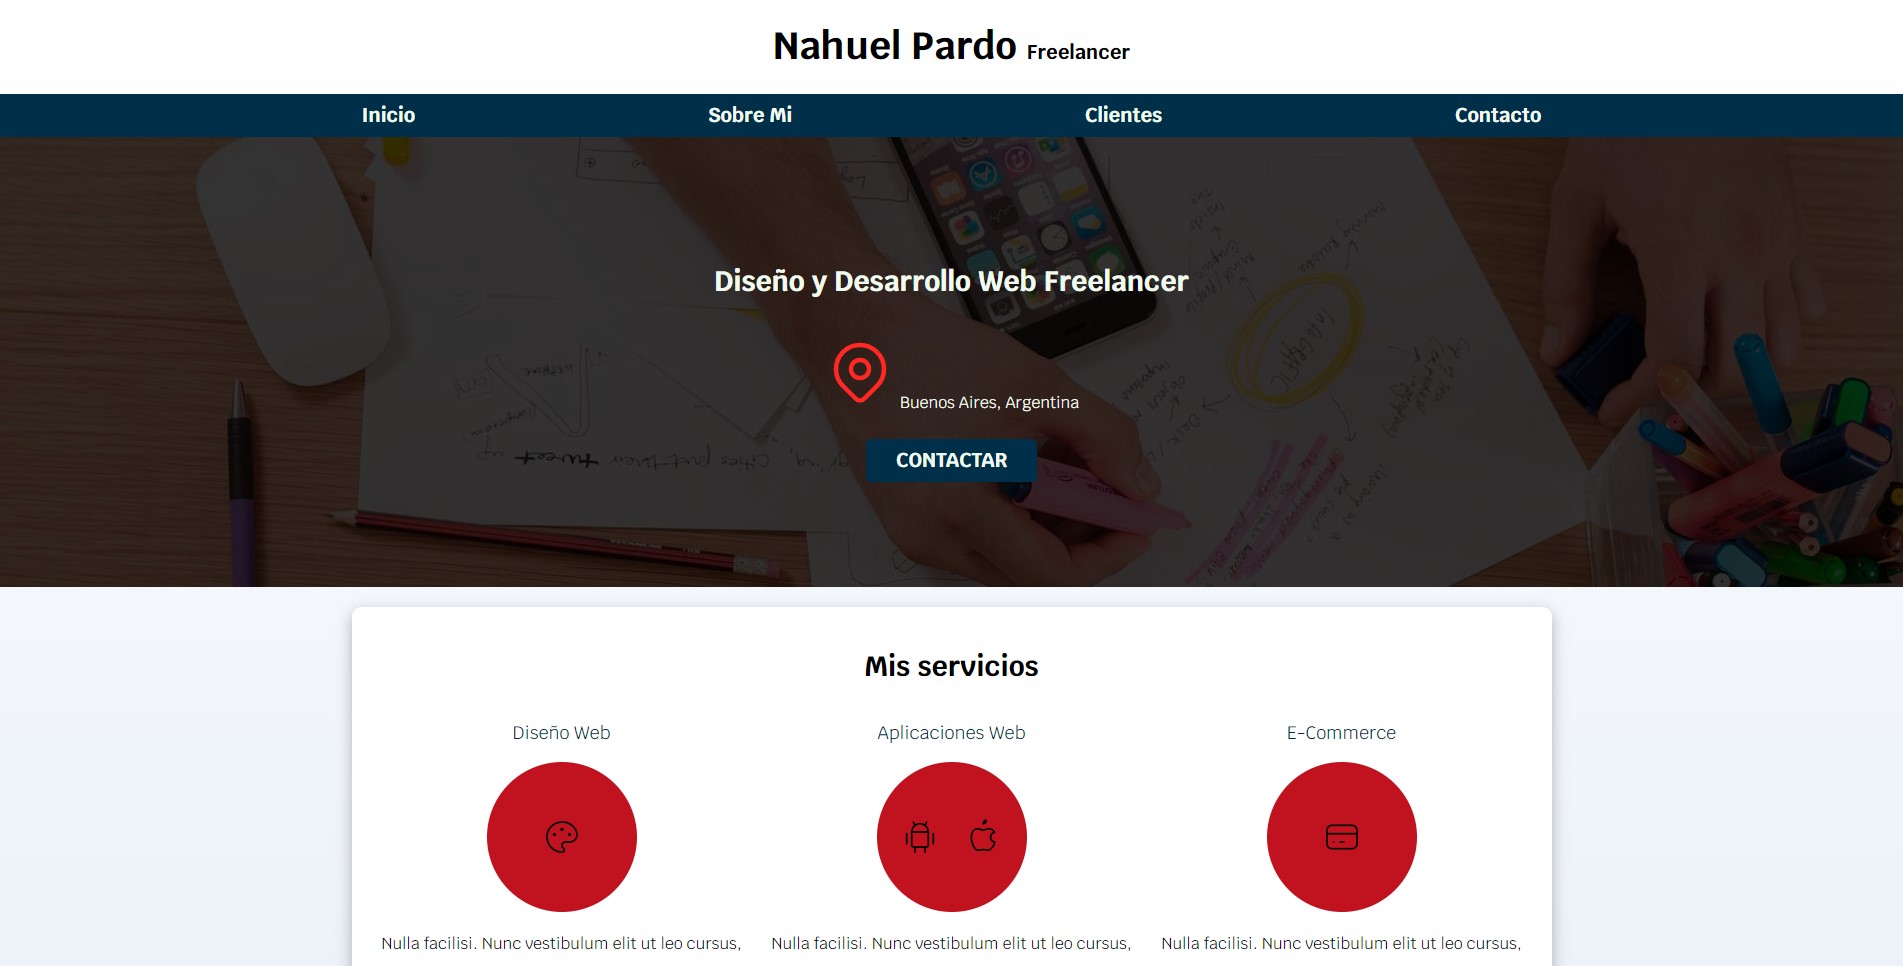 Nahuel Pardo Freelancer
Inicio Sobre Mi Clientes Contacto
Diseño y Desarrollo Web Freelancer
Buenos Aires, Argentina
CONTACTAR
Mis servicios
Diseño Web
Aplicaciones Web
E-Commerce
Nulla facilisi. Nunc vestibulum elit ut leo cursus,
Nulla facilisi. Nunc vestibulum elit ut leo cursus,
Nulla facilisi. Nunc vestibulum elit ut leo cursus,